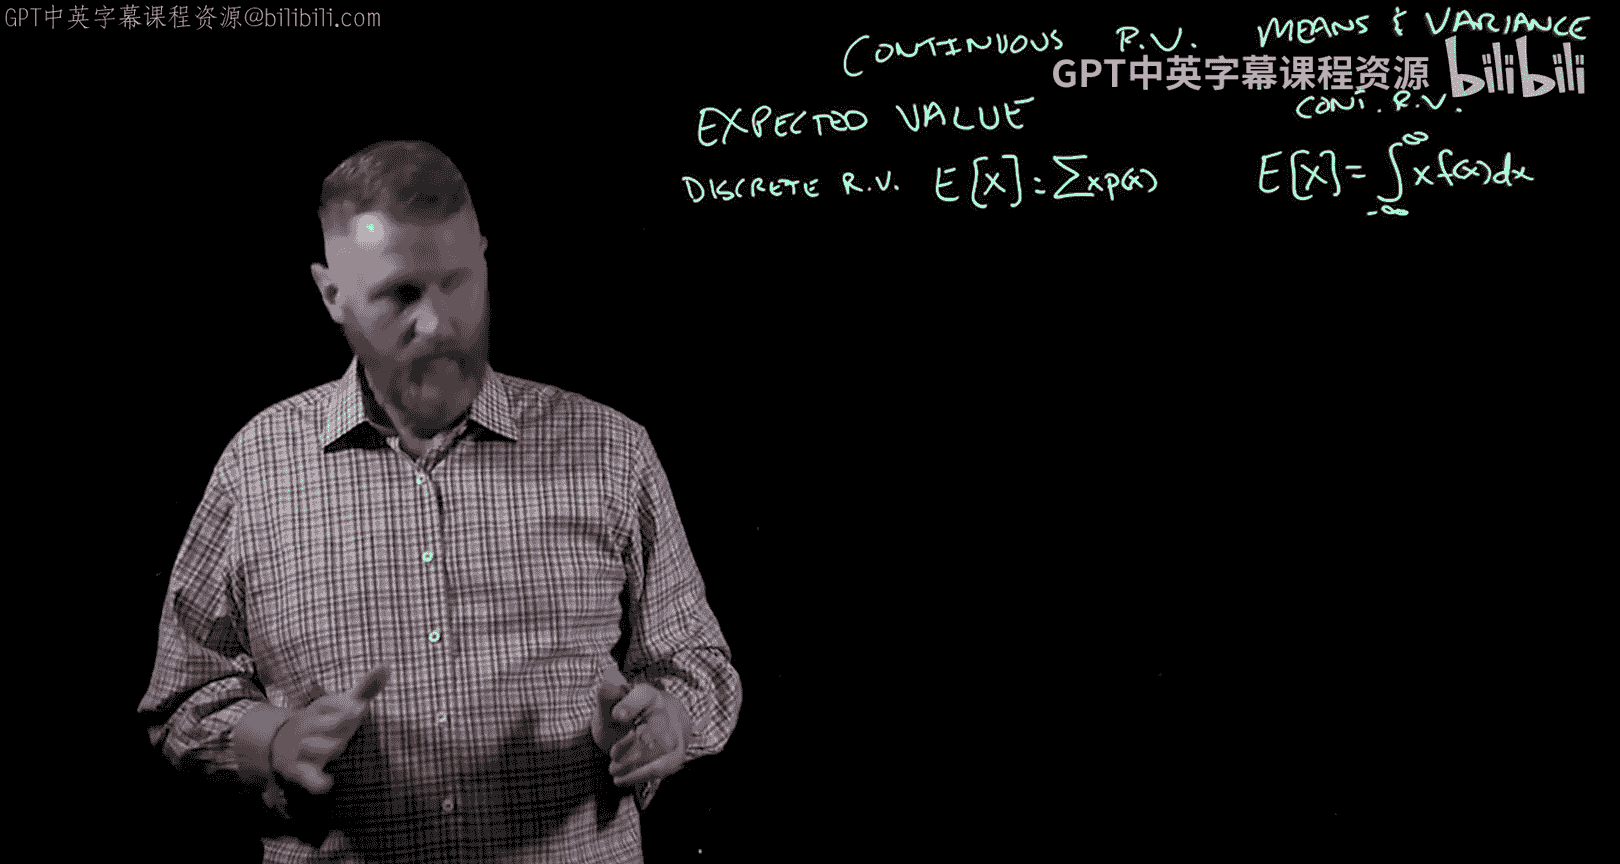 GPT中英字幕课程资源@bilibili.com
CONTINUOUS R.V. MEANS & VARIANCE
GPT中英字幕课程资源 bilibili
EXPECTED VALUE
CONT. R.V.
DISCRETE R.V. E[X] = ∑xp(x)
E[X] = ∫_{-∞}^{∞} x f(x)dx